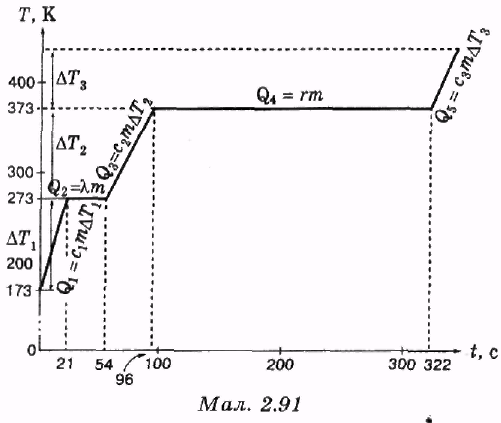 T, K
400
373
300
273
200
173
0
ΔT₃
ΔT₂
ΔT₁
Q₁ = c₁mΔT₁
Q₂=λm
Q₃=c₂mΔT₂
Q₄ = rm
Q₅ = c₃mΔT₃
21
54
96
100
200
300
322
t, c
Мал. 2.91